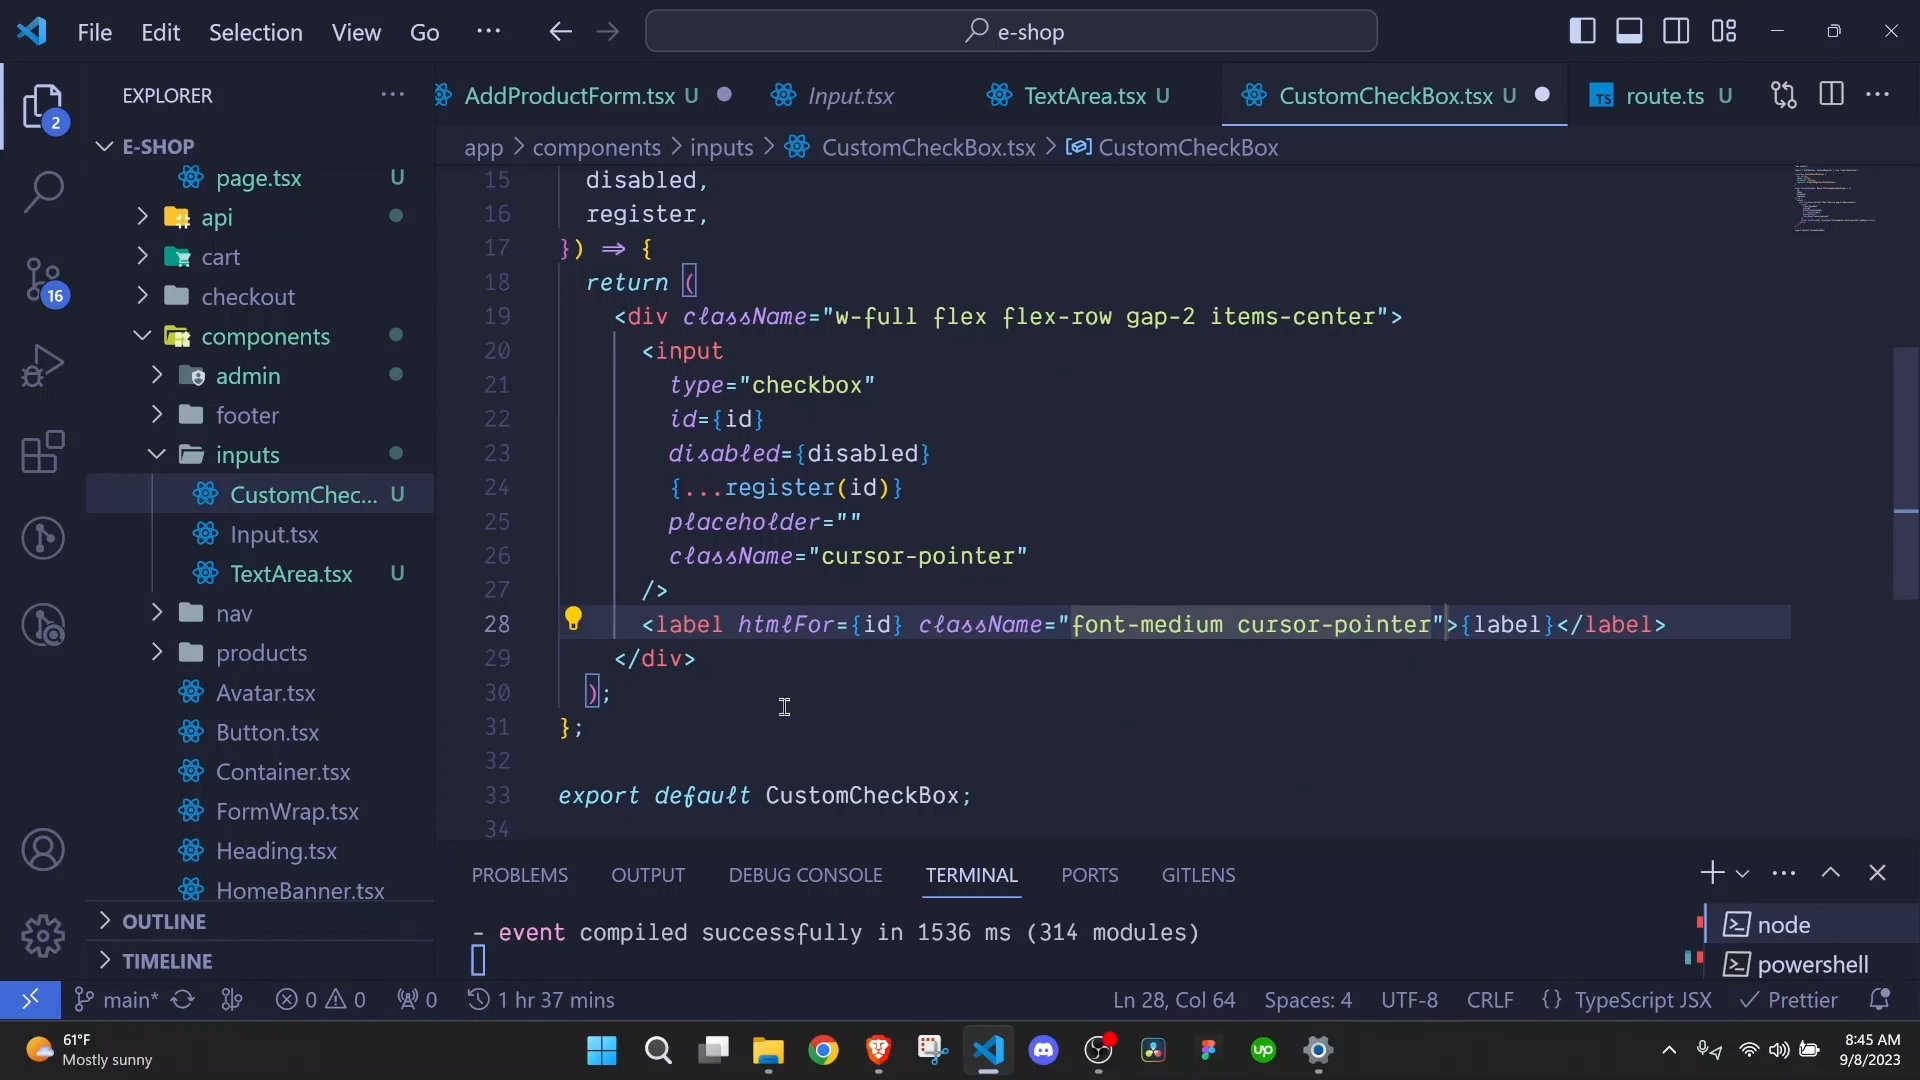 File Edit Selection View Go ··· e-shop
EXPLORER ···
AddProductForm.tsx U Input.tsx TextArea.tsx U CustomCheckBox.tsx U TS route.ts U ···
app > components > inputs > CustomCheckBox.tsx > CustomCheckBox
2
16
E-SHOP
page.tsx U
api
cart
checkout
components
admin
footer
inputs
CustomChec... U
Input.tsx
TextArea.tsx U
nav
products
Avatar.tsx
Button.tsx
Container.tsx
FormWrap.tsx
Heading.tsx
HomeBanner.tsx
OUTLINE
TIMELINE
15 disabled,
16 register,
17 }) ⇒ {
18 return (
19 <div className="w-full flex flex-row gap-2 items-center">
20 <input
21 type="checkbox"
22 id={id}
23 disabled={disabled}
24 {...register(id)}
25 placeholder=""
26 className="cursor-pointer"
27 />
28 <label htmlFor={id} className="font-medium cursor-pointer">{label}</label>
29 </div>
30 );
31 };
32
33 export default CustomCheckBox;
34
PROBLEMS OUTPUT DEBUG CONSOLE TERMINAL PORTS GITLENS
- event compiled successfully in 1536 ms (314 modules)
node
powershell
main* 0 0 0 1 hr 37 mins Ln 28, Col 64 Spaces: 4 UTF-8 CRLF {} TypeScript JSX Prettier
61°F
Mostly sunny
up
8:45 AM
9/8/2023